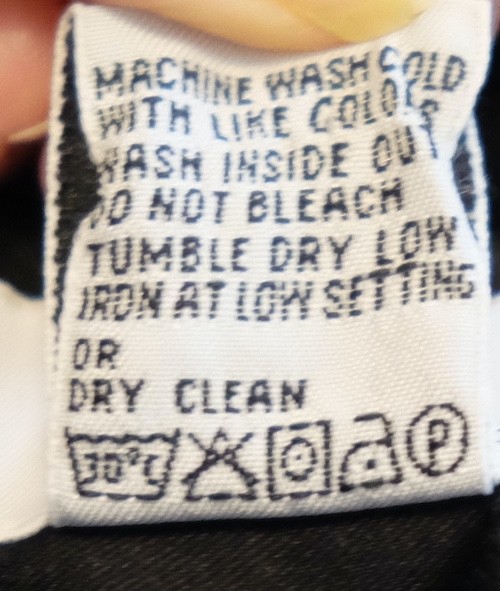 MACHINE WASH COLD
WITH LIKE COLORS
WASH INSIDE OUT
DO NOT BLEACH
TUMBLE DRY LOW
IRON AT LOW SETTING
OR
DRY CLEAN
30°C P